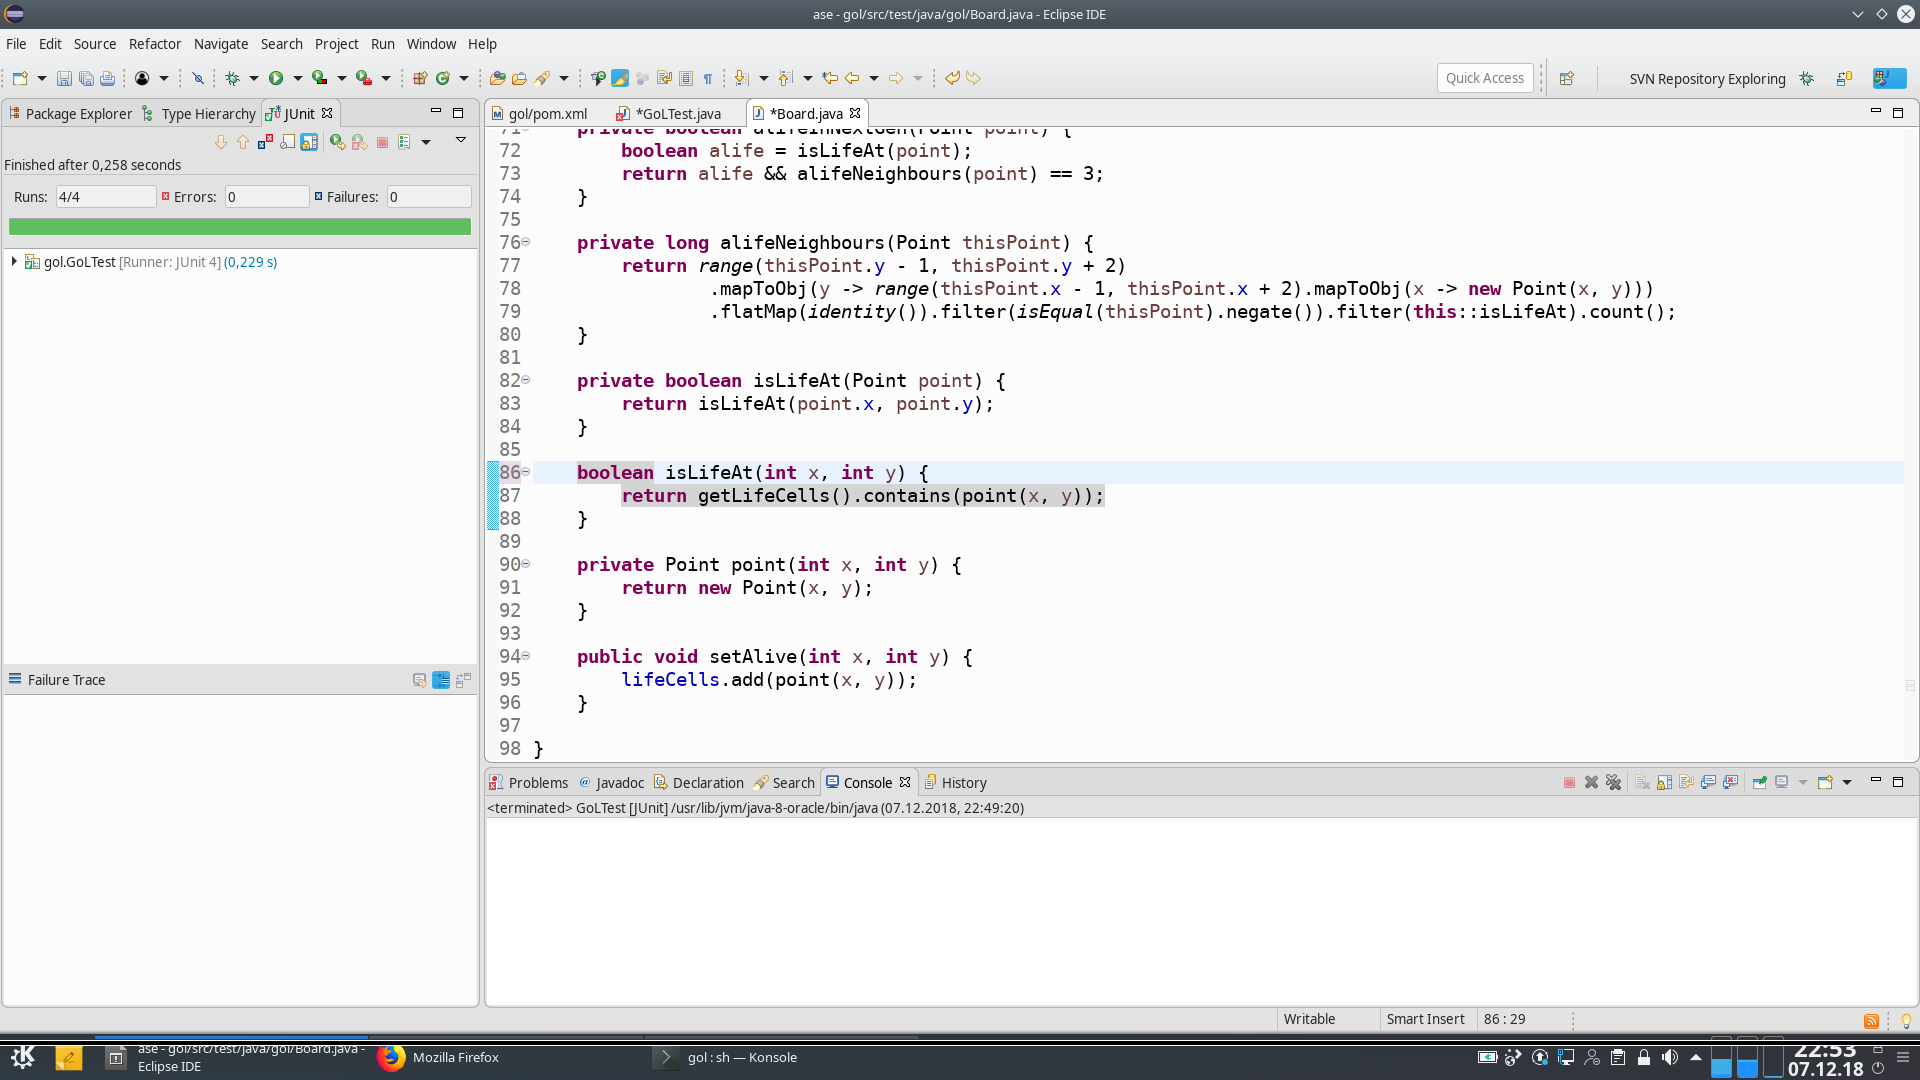 ase - gol/src/test/java/gol/Board.java - Eclipse IDE
File Edit Source Refactor Navigate Search Project Run Window Help
Quick Access
SVN Repository Exploring
Package Explorer Type Hierarchy JUnit
Finished after 0,258 seconds
Runs: 4/4 Errors: 0 Failures: 0
gol.GoLTest [Runner: JUnit 4] (0,229 s)
Failure Trace
gol/pom.xml *GoLTest.java *Board.java
71 private boolean alifeInNextGen(Point point) {
72 boolean alife = isLifeAt(point);
73 return alife && alifeNeighbours(point) == 3;
74 }
75
76 private long alifeNeighbours(Point thisPoint) {
77 return range(thisPoint.y - 1, thisPoint.y + 2)
78 .mapToObj(y -> range(thisPoint.x - 1, thisPoint.x + 2).mapToObj(x -> new Point(x, y)))
79 .flatMap(identity()).filter(isEqual(thisPoint).negate()).filter(this::isLifeAt).count();
80 }
81
82 private boolean isLifeAt(Point point) {
83 return isLifeAt(point.x, point.y);
84 }
85
86 boolean isLifeAt(int x, int y) {
87 return getLifeCells().contains(point(x, y));
88 }
89
90 private Point point(int x, int y) {
91 return new Point(x, y);
92 }
93
94 public void setAlive(int x, int y) {
95 lifeCells.add(point(x, y));
96 }
97
98 }
Problems Javadoc Declaration Search Console History
<terminated> GoLTest [JUnit] /usr/lib/jvm/java-8-oracle/bin/java (07.12.2018, 22:49:20)
Writable Smart Insert 86 : 29
ase - gol/src/test/java/gol/Board.java -
Eclipse IDE
Mozilla Firefox
gol : sh — Konsole
22:53
07.12.18